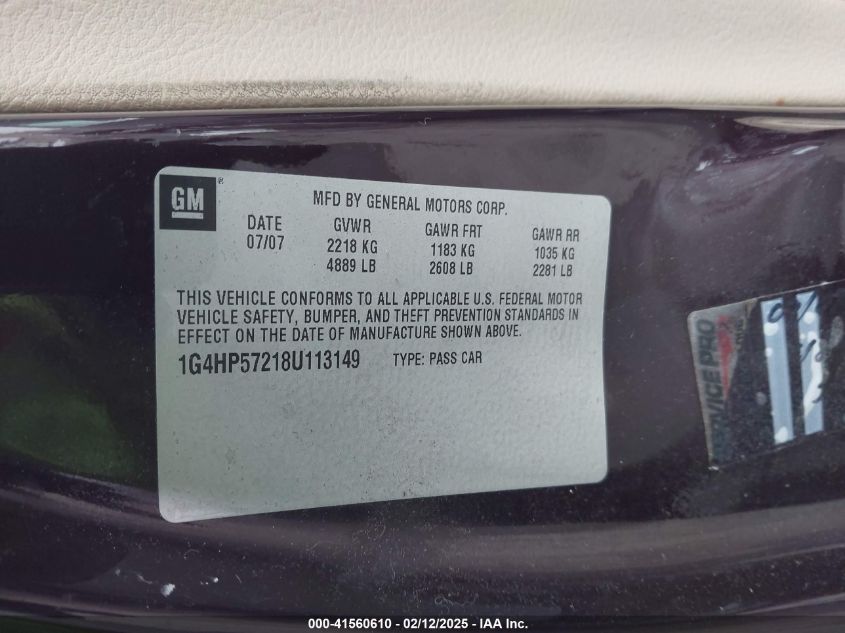 GM
MFD BY GENERAL MOTORS CORP.
DATE GVWR GAWR FRT GAWR RR
07/07 2218 KG 1183 KG 1035 KG
4889 LB 2608 LB 2281 LB
THIS VEHICLE CONFORMS TO ALL APPLICABLE U.S. FEDERAL MOTOR
VEHICLE SAFETY, BUMPER, AND THEFT PREVENTION STANDARDS IN
EFFECT ON THE DATE OF MANUFACTURE SHOWN ABOVE.
1G4HP57218U113149 TYPE: PASS CAR
SERVICE PRO
000-41560610 - 02/12/2025 - IAA Inc.